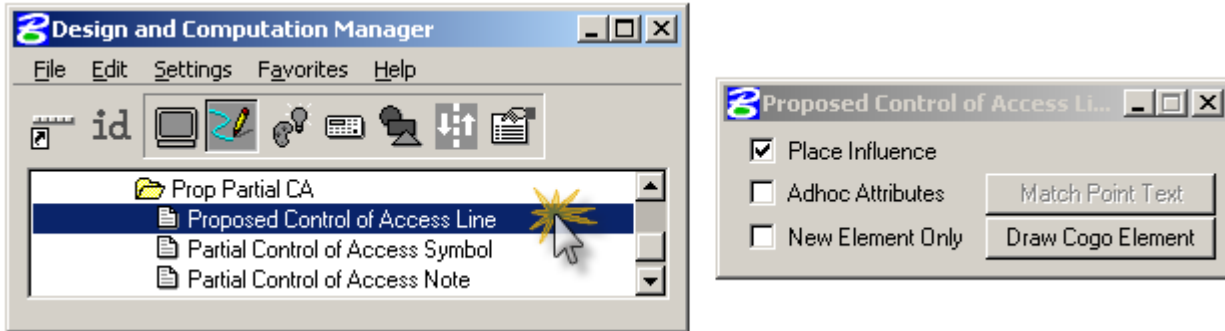 Design and Computation Manager
File Edit Settings Favorites Help
id
Prop Partial CA
Proposed Control of Access Line
Partial Control of Access Symbol
Partial Control of Access Note
Proposed Control of Access Li...
Place Influence
Adhoc Attributes Match Point Text
New Element Only Draw Cogo Element